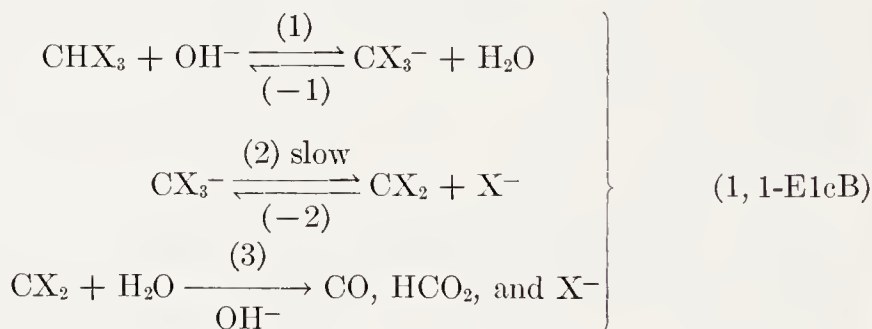 (1)
CHX₃ + OH⁻ ⇌ CX₃⁻ + H₂O
(−1)
(2) slow
CX₃⁻ ⇌ CX₂ + X⁻
(−2)
(1, 1-E1cB)
(3)
CX₂ + H₂O ⟶ CO, HCO₂, and X⁻
OH⁻